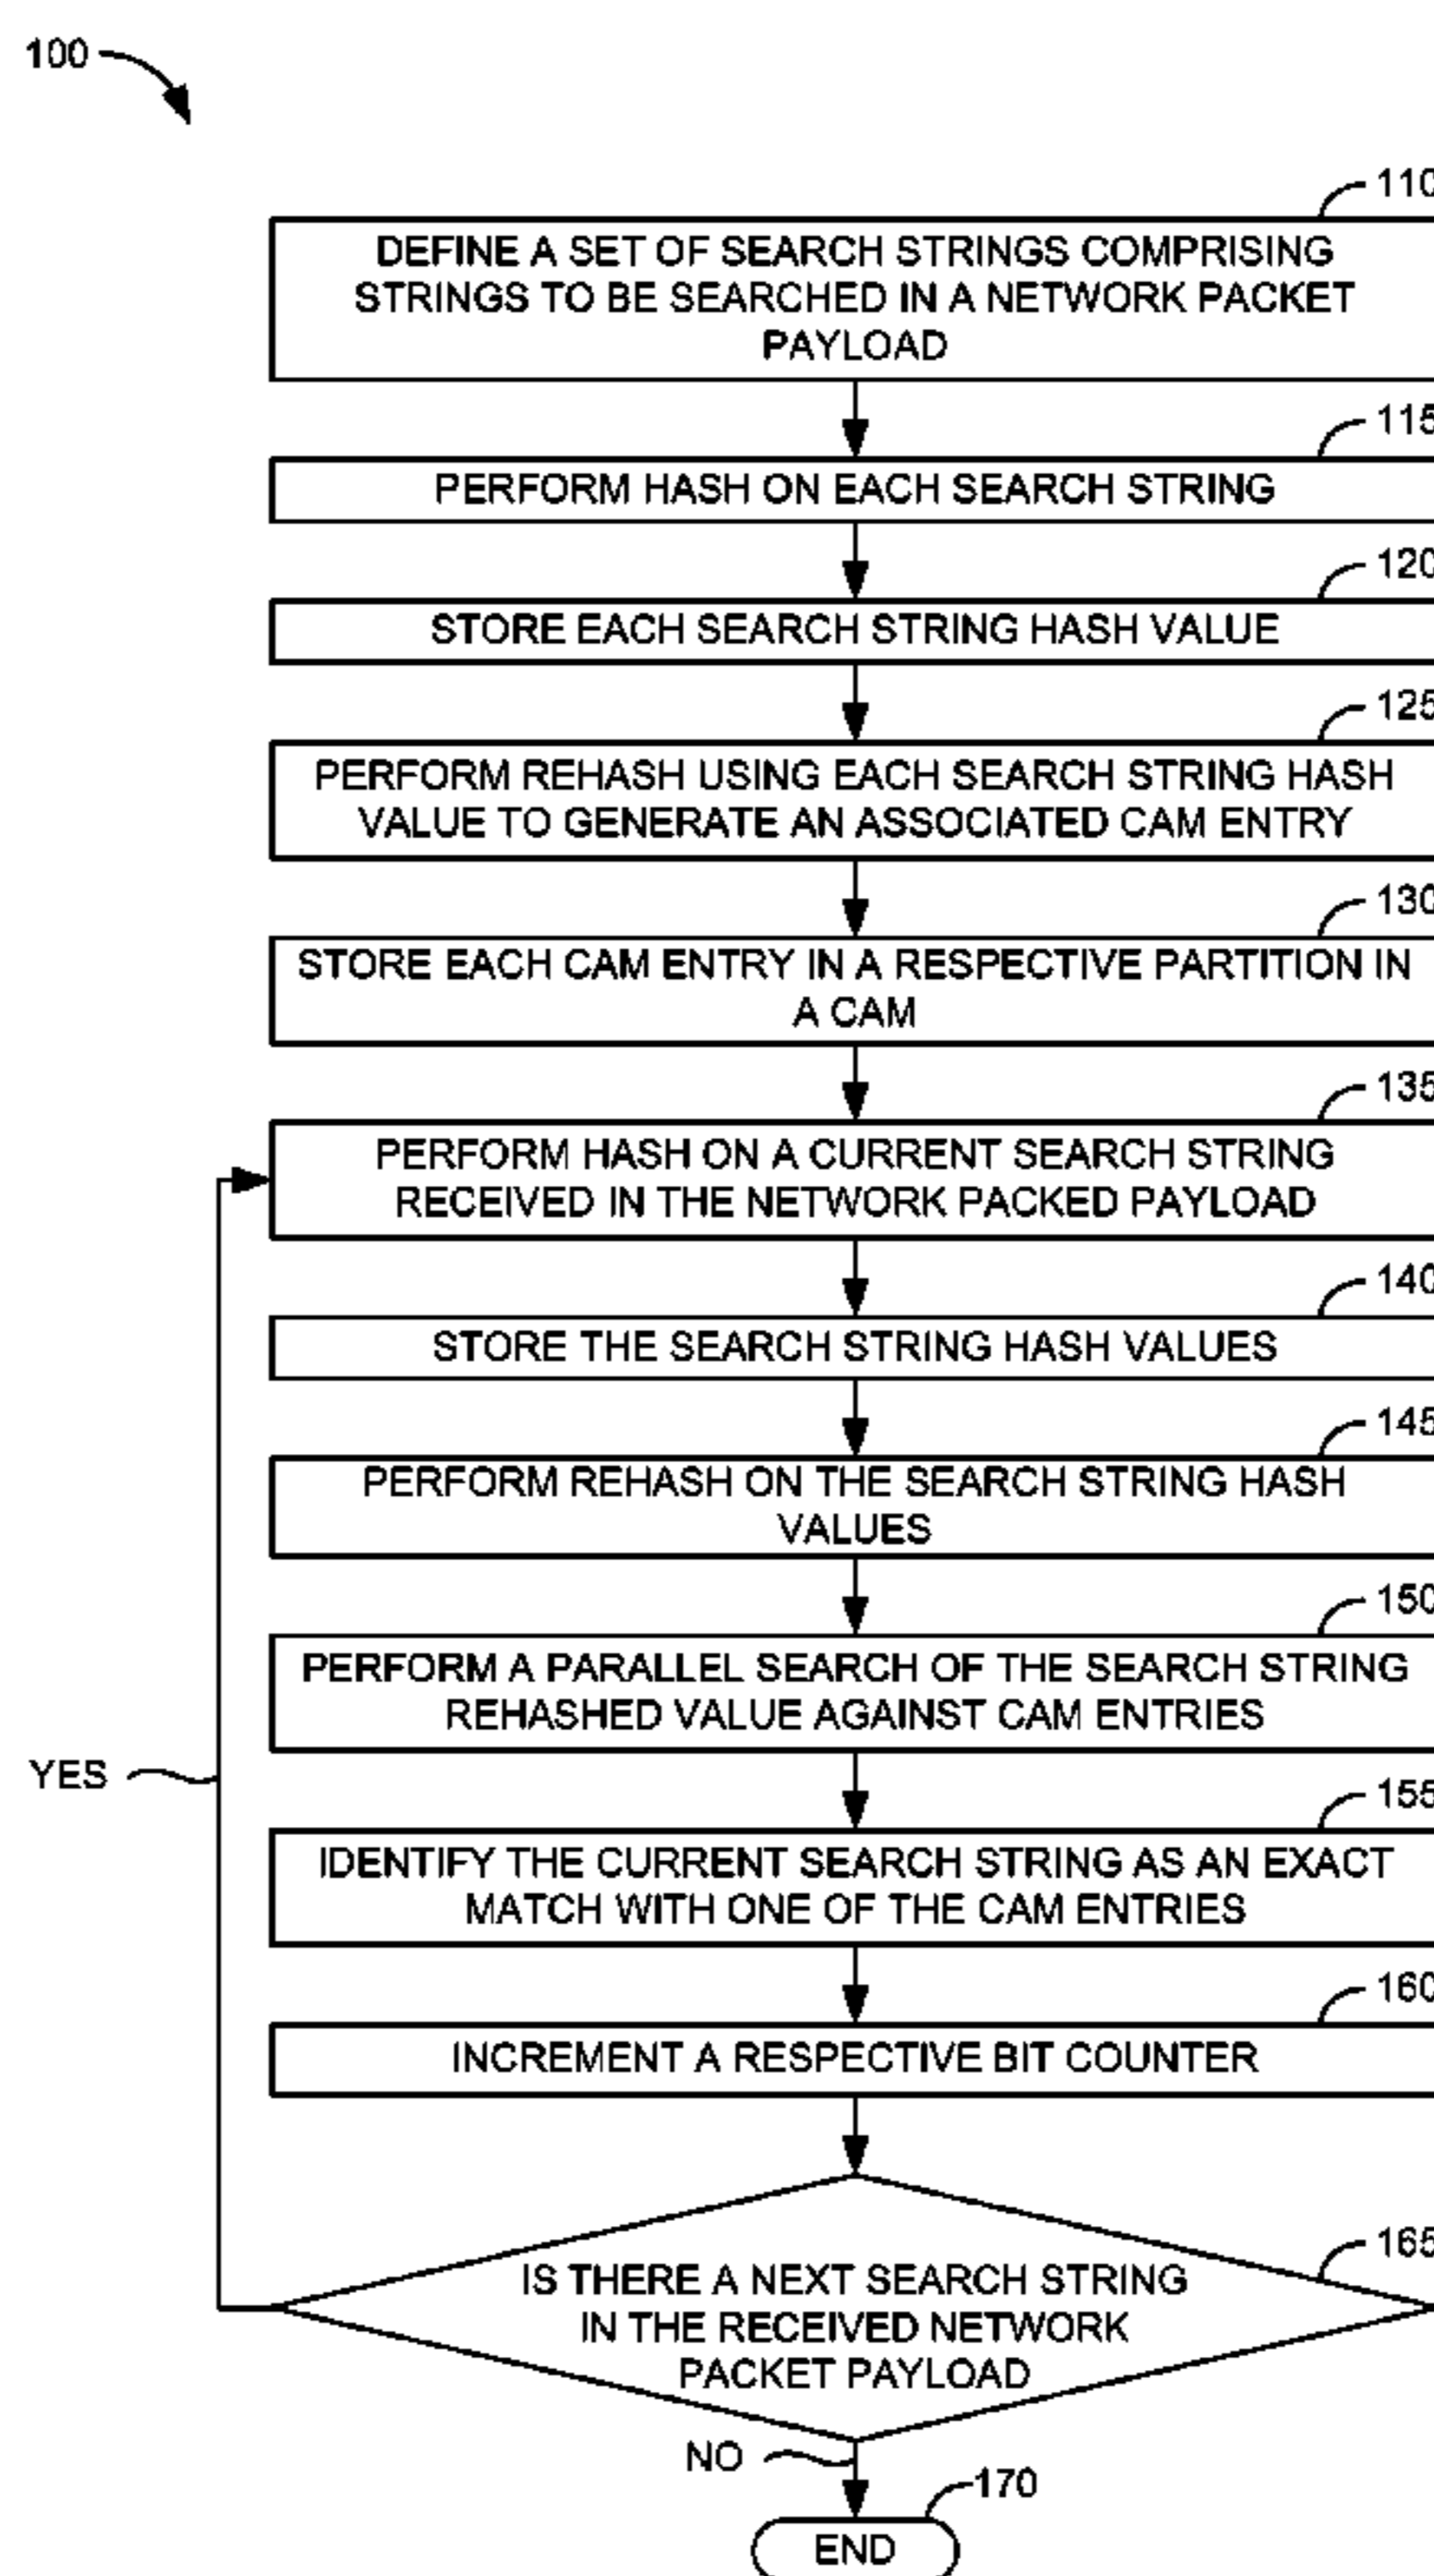 100
110
DEFINE A SET OF SEARCH STRINGS COMPRISING
STRINGS TO BE SEARCHED IN A NETWORK PACKET
PAYLOAD
115
PERFORM HASH ON EACH SEARCH STRING
120
STORE EACH SEARCH STRING HASH VALUE
125
PERFORM REHASH USING EACH SEARCH STRING HASH
VALUE TO GENERATE AN ASSOCIATED CAM ENTRY
130
STORE EACH CAM ENTRY IN A RESPECTIVE PARTITION IN
A CAM
135
PERFORM HASH ON A CURRENT SEARCH STRING
RECEIVED IN THE NETWORK PACKED PAYLOAD
140
STORE THE SEARCH STRING HASH VALUES
145
PERFORM REHASH ON THE SEARCH STRING HASH
VALUES
150
PERFORM A PARALLEL SEARCH OF THE SEARCH STRING
REHASHED VALUE AGAINST CAM ENTRIES
YES
155
IDENTIFY THE CURRENT SEARCH STRING AS AN EXACT
MATCH WITH ONE OF THE CAM ENTRIES
160
INCREMENT A RESPECTIVE BIT COUNTER
165
IS THERE A NEXT SEARCH STRING
IN THE RECEIVED NETWORK
PACKET PAYLOAD
NO
170
END